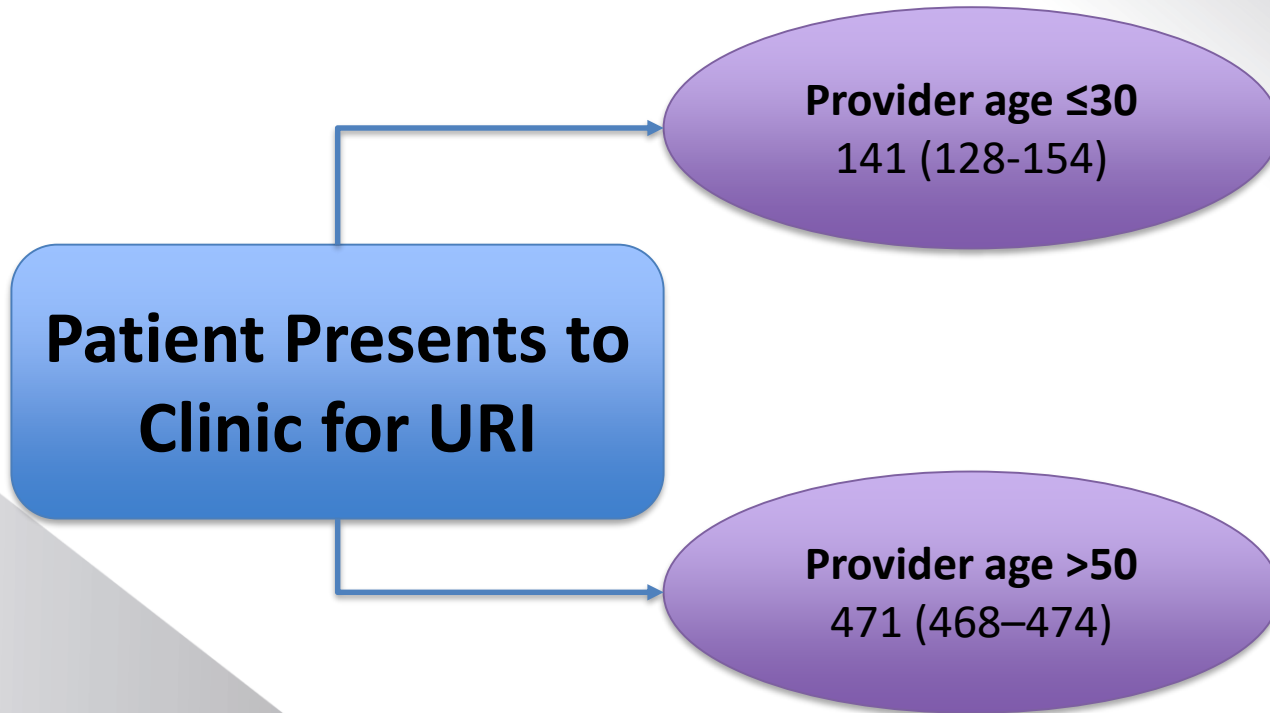 Provider age ≤30
141 (128-154)
Patient Presents to
Clinic for URI
Provider age >50
471 (468–474)